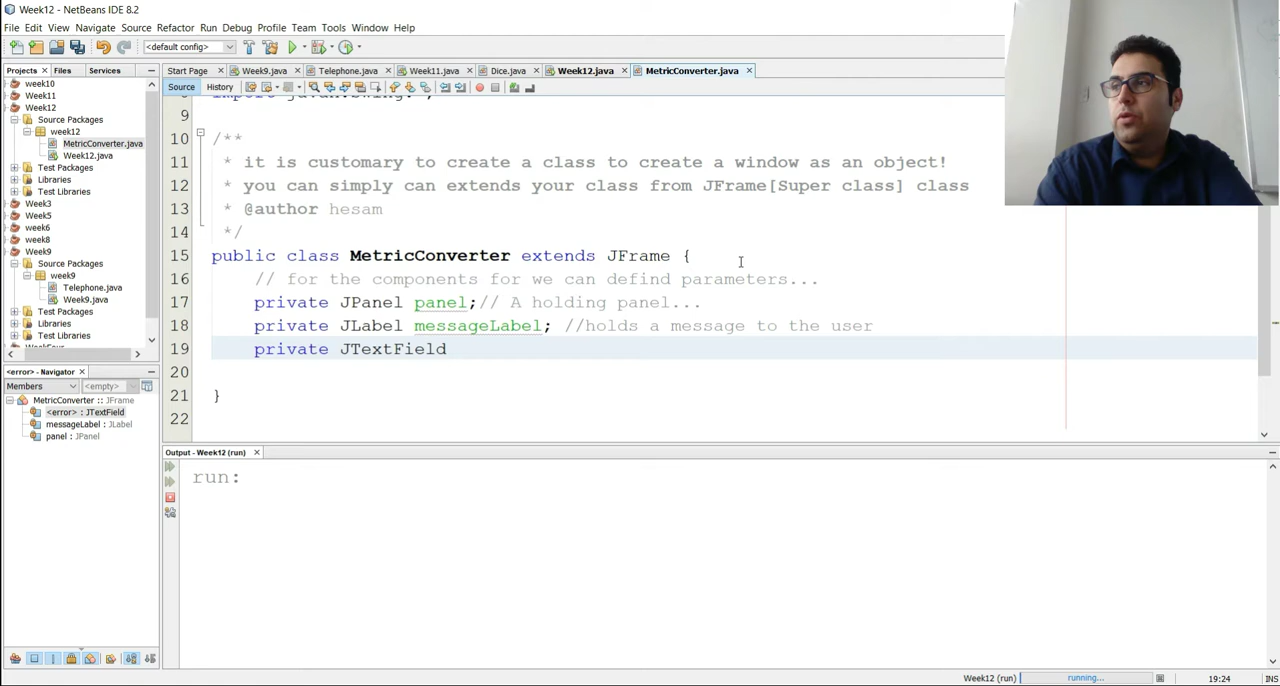 Week12 - NetBeans IDE 8.2
File Edit View Navigate Source Refactor Run Debug Profile Team Tools Window Help
<default config>
Projects Files Services
Start Page Week9.java Telephone.java Week11.java Dice.java Week12.java MetricConverter.java
Source History
week10
Week11
Week12
Source Packages
week12
MetricConverter.java
Week12.java
Test Packages
Libraries
Test Libraries
Week3
Week5
week6
week8
Week9
Source Packages
week9
Telephone.java
Week9.java
Test Packages
Libraries
Test Libraries
<error> - Navigator
Members <empty>
MetricConverter :: JFrame
<error> : JTextField
messageLabel : JLabel
panel : JPanel
9
10 /**
11 * it is customary to create a class to create a window as an object!
12 * you can simply can extends your class from JFrame[Super class] class
13 * @author hesam
14 */
15 public class MetricConverter extends JFrame {
16 // for the components for we can defind parameters...
17 private JPanel panel;// A holding panel...
18 private JLabel messageLabel; //holds a message to the user
19 private JTextField
20
21 }
22
Output - Week12 (run)
run:
Week12 (run) running... 19:24 INS